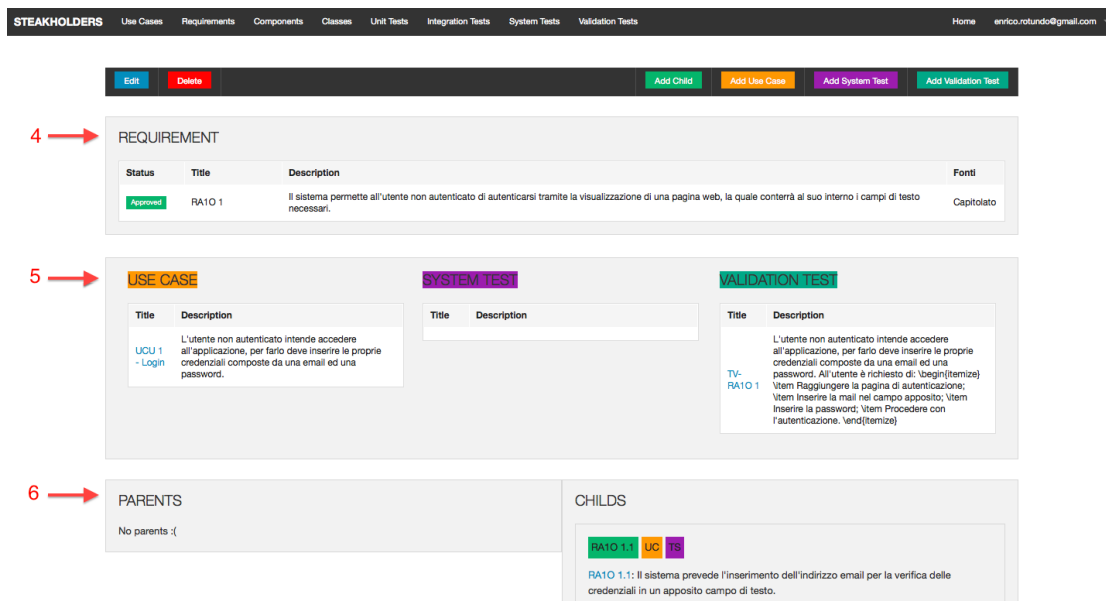 STEAKHOLDERS Use Cases Requirements Components Classes Unit Tests Integration Tests System Tests Validation Tests Home enrico.rotundo@gmail.com
Edit Delete Add Child Add Use Case Add System Test Add Validation Test
4
REQUIREMENT
Status Title Description Fonti
Approved RA1O 1 Il sistema permette all'utente non autenticato di autenticarsi tramite la visualizzazione di una pagina web, la quale conterrà al suo interno i campi di testo
necessari.
Capitolato
5
USE CASE
Title Description
UCU 1
- Login
L'utente non autenticato intende accedere
all'applicazione, per farlo deve inserire le proprie
credenziali composte da una email ed una
password.
SYSTEM TEST
Title Description
VALIDATION TEST
Title Description
TV-
RA1O 1
L'utente non autenticato intende accedere
all'applicazione, per farlo deve inserire le proprie
credenziali composte da una email ed una
password. All'utente è richiesto di: \begin{itemize}
\item Raggiungere la pagina di autenticazione;
\item Inserire la mail nel campo apposito; \item
Inserire la password; \item Procedere con
l'autenticazione. \end{itemize}
6
PARENTS
No parents :(
CHILDS
RA1O 1.1 UC TS
RA1O 1.1: Il sistema prevede l'inserimento dell'indirizzo email per la verifica delle
credenziali in un apposito campo di testo.